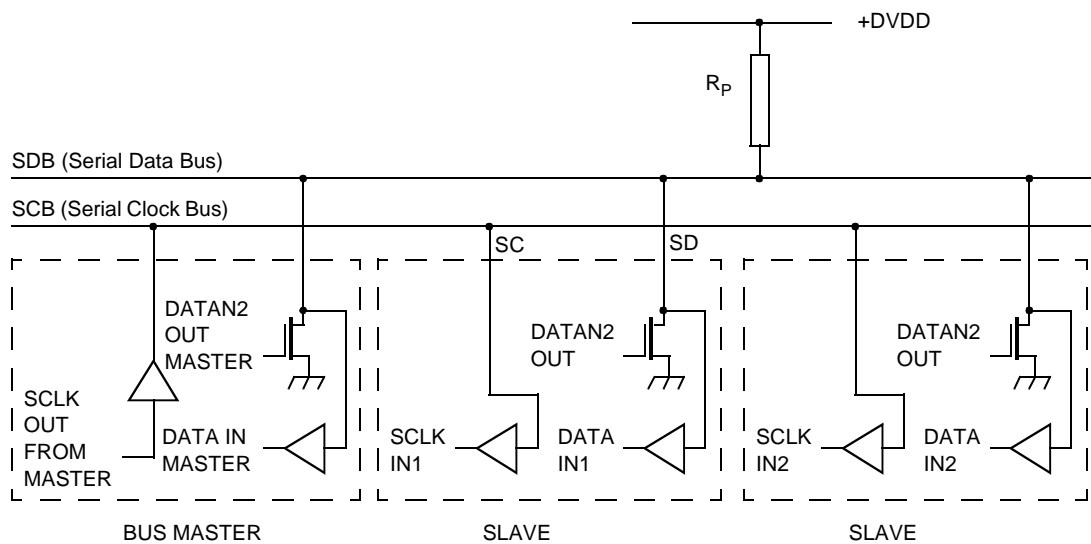 +DVDD
RP
SDB (Serial Data Bus)
SCB (Serial Clock Bus)
SC
SD
DATAN2
OUT
MASTER
SCLK
OUT
FROM
MASTER
DATA IN
MASTER
DATAN2
OUT
SCLK
IN1
DATA
IN1
DATAN2
OUT
SCLK
IN2
DATA
IN2
BUS MASTER
SLAVE
SLAVE